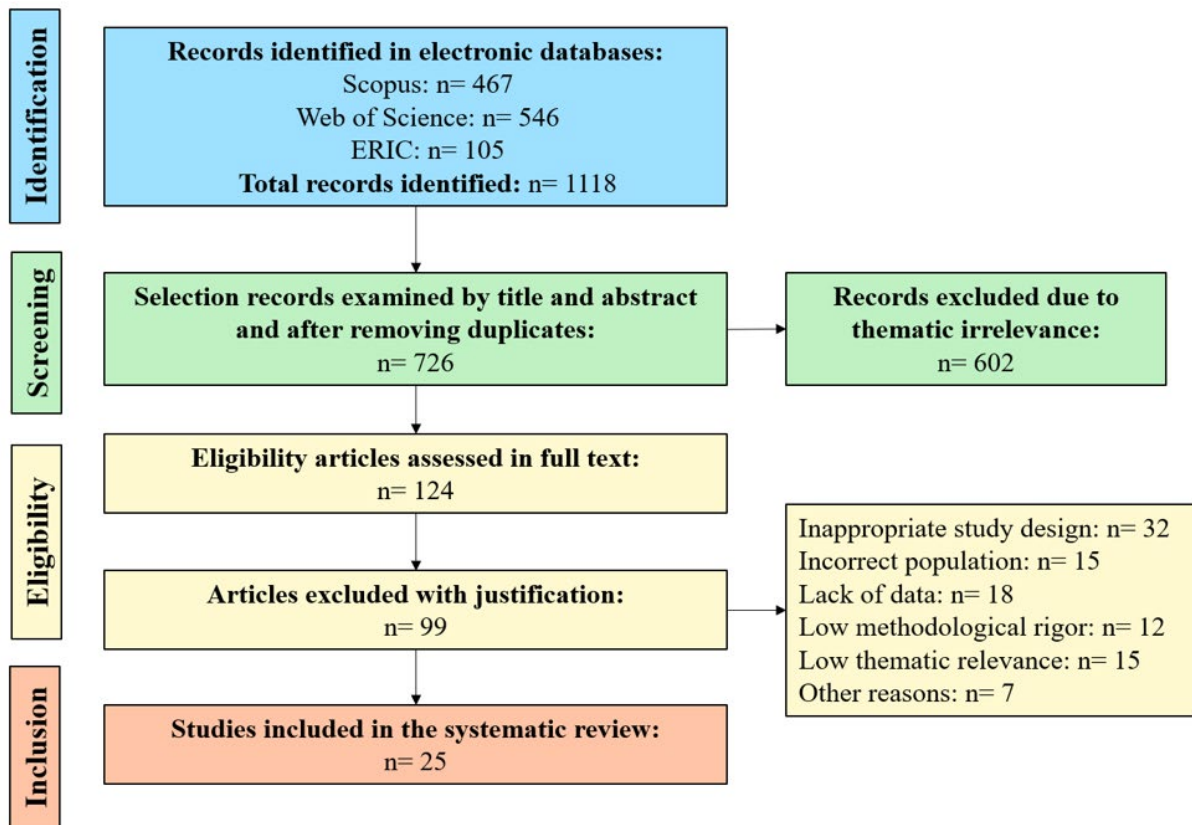 Identification
Records identified in electronic databases:
Scopus: n= 467
Web of Science: n= 546
ERIC: n= 105
Total records identified: n= 1118
Screening
Selection records examined by title and abstract
and after removing duplicates:
n= 726
Records excluded due to
thematic irrelevance:
n= 602
Eligibility
Eligibility articles assessed in full text:
n= 124
Articles excluded with justification:
n= 99
Inappropriate study design: n= 32
Incorrect population: n= 15
Lack of data: n= 18
Low methodological rigor: n= 12
Low thematic relevance: n= 15
Other reasons: n= 7
Inclusion
Studies included in the systematic review:
n= 25